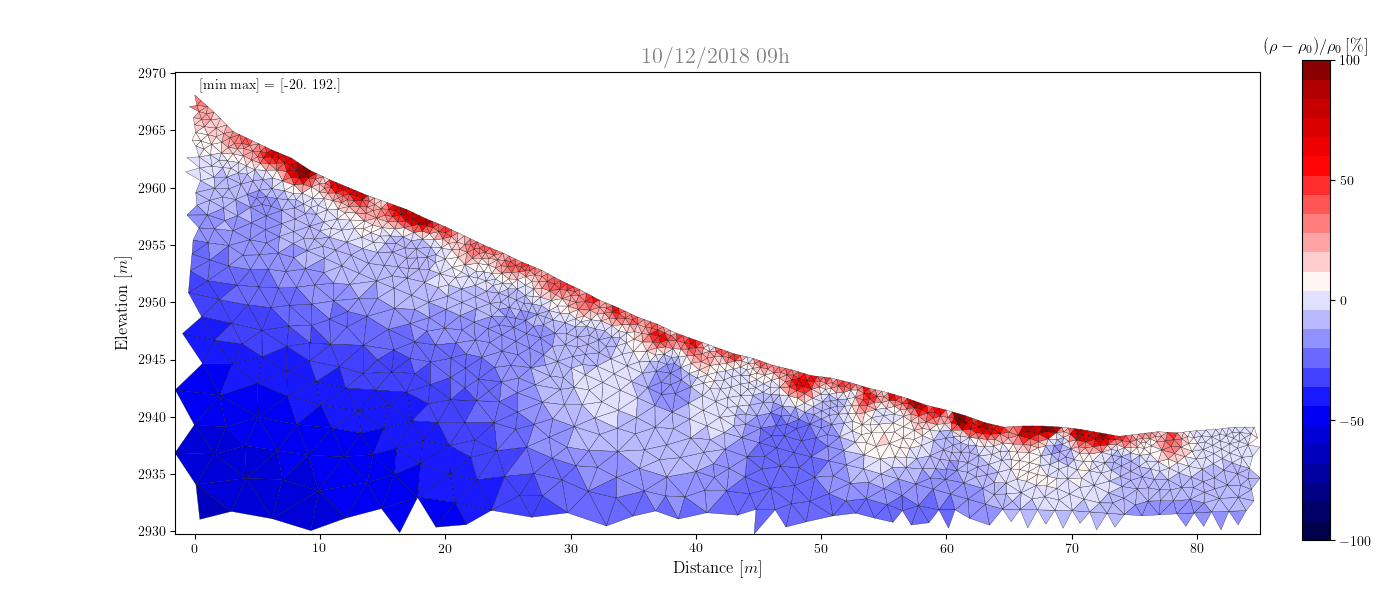 10/12/2018 09h
(ρ − ρ₀)/ρ₀ [%]
[min max] = [-20. 192.]
2970
2965
2960
2955
2950
2945
2940
2935
2930
Elevation [m]
0 10 20 30 40 50 60 70 80
Distance [m]
100
50
0
−50
−100